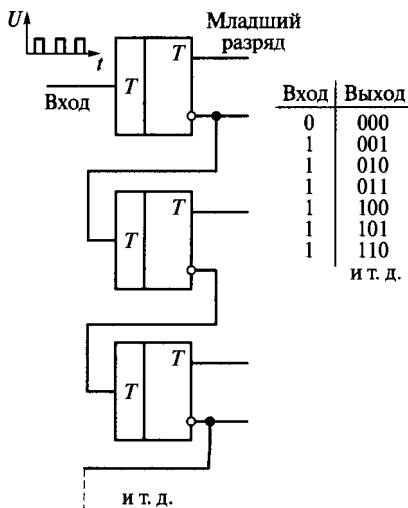 U
t
Вход
T
T
Младший
разряд
Вход Выход
0 000
1 001
1 010
1 011
1 100
1 101
1 110
и т. д.
T
T
T
T
и т. д.